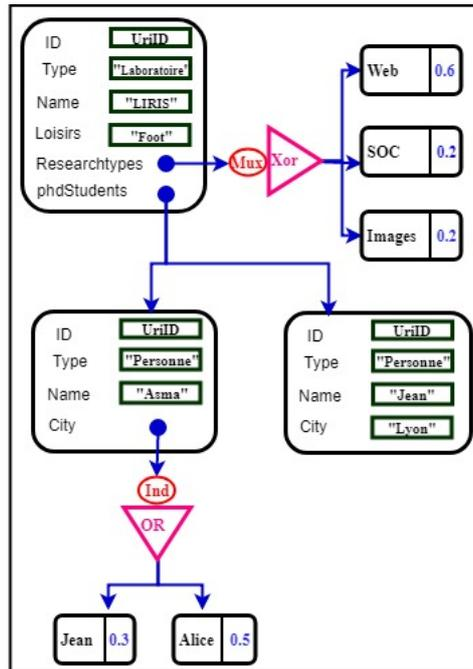 ID UriID
Type "Laboratoire"
Name "LIRIS"
Loisirs "Foot"
Researchtypes Mux Xor
phdStudents
Web 0.6
SOC 0.2
Images 0.2
ID UriID
Type "Personne"
Name "Asma"
City
Ind
OR
Jean 0.3
Alice 0.5
ID UriID
Type "Personne"
Name "Jean"
City "Lyon"